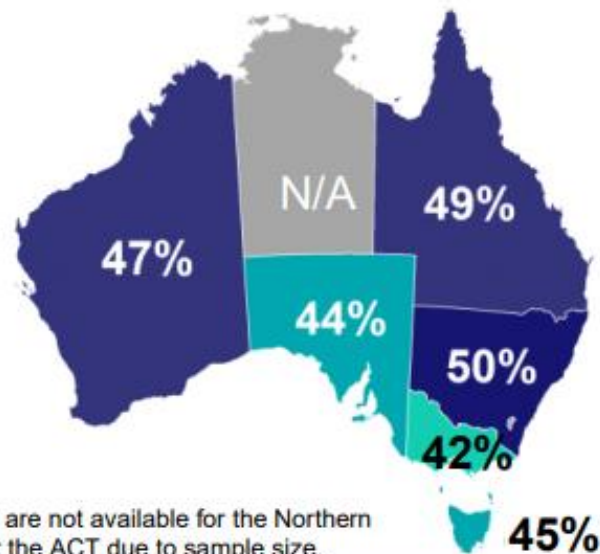 N/A
49%
47%
44%
50%
42%
are not available for the Northern
the ACT due to sample size
45%